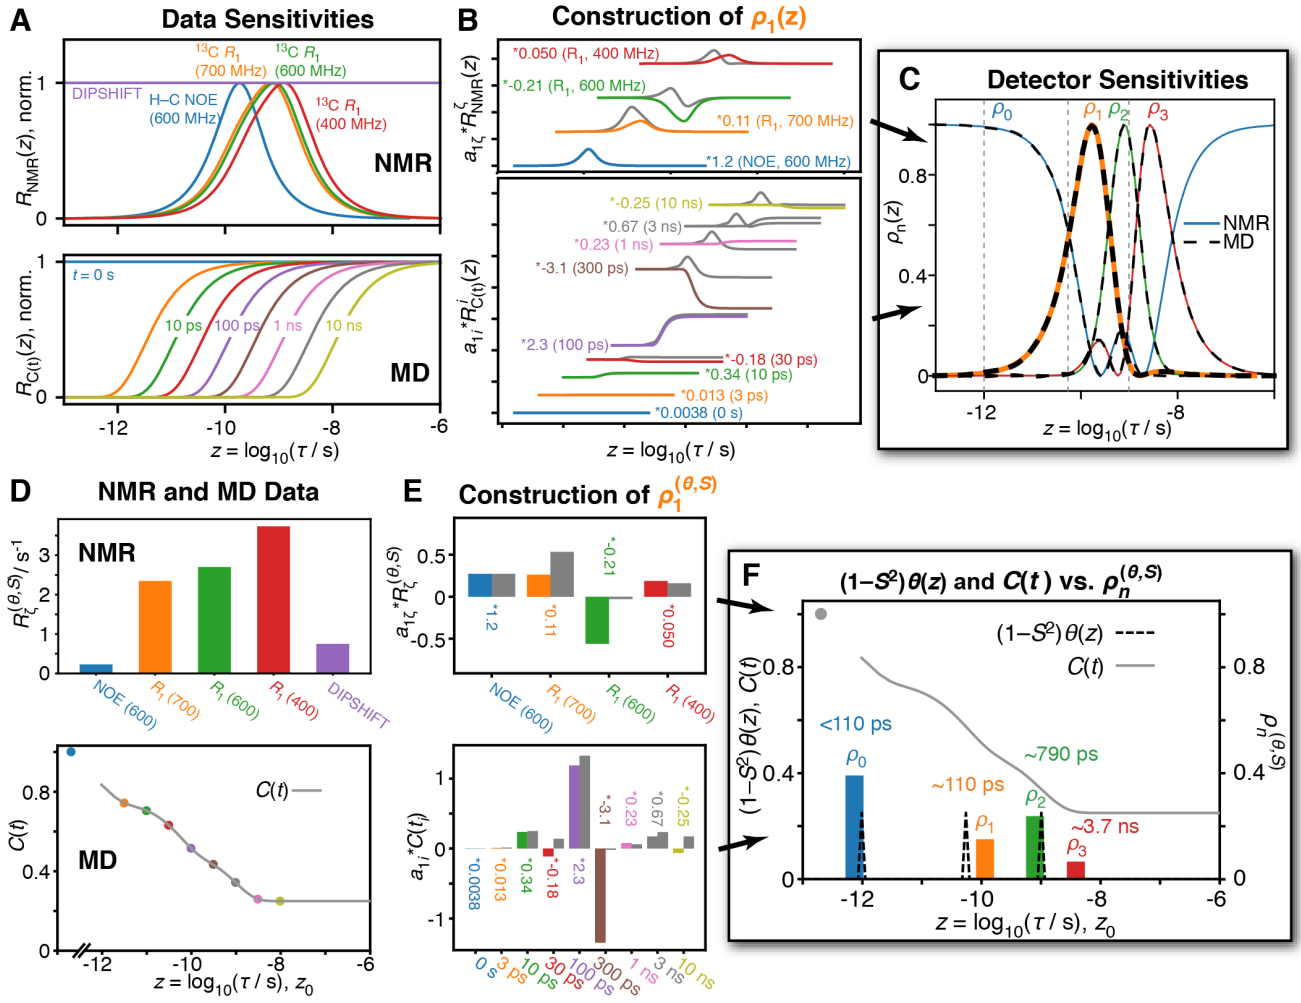 A
Data Sensitivities
¹³C R₁
(700 MHz)
¹³C R₁
(600 MHz)
DIPSHIFT
H–C NOE
(600 MHz)
¹³C R₁
(400 MHz)
NMR
R_NMR(z), norm.
1
0
t = 0 s
10 ps
100 ps
1 ns
10 ns
MD
R_C(t)(z), norm.
1
0
-12
-10
-8
-6
z = log₁₀(τ / s)
B
Construction of ρ₁(z)
*0.050 (R₁, 400 MHz)
*-0.21 (R₁, 600 MHz)
*0.11 (R₁, 700 MHz)
*1.2 (NOE, 600 MHz)
a₁ζ*R^ζ_NMR(z)
*-0.25 (10 ns)
*0.67 (3 ns)
*0.23 (1 ns)
*-3.1 (300 ps)
*2.3 (100 ps)
*-0.18 (30 ps)
*0.34 (10 ps)
*0.013 (3 ps)
*0.0038 (0 s)
a₁ᵢ*R^i_C(t)(z)
z = log₁₀(τ / s)
C
Detector Sensitivities
ρ₀
ρ₁
ρ₂
ρ₃
0.8
0.4
0
ρₙ(z)
NMR
MD
-12
-8
z = log₁₀(τ / s)
D
NMR and MD Data
NMR
R_ζ^(θ,S)/ s⁻¹
3
2
1
0
NOE (600)
R₁ (700)
R₁ (600)
R₁ (400)
DIPSHIFT
C(t)
MD
C(t)
0.8
0.4
0
-12
-10
-8
-6
z = log₁₀(τ / s), z₀
E
Construction of ρ₁^(θ,S)
0.5
0
-0.5
a₁ζ*R_ζ^(θ,S)
*1.2
*0.11
*-0.21
*0.050
NOE (600)
R₁ (700)
R₁ (600)
R₁ (400)
1
0
-1
a₁ᵢ*C(tᵢ)
*0.0038
*0.013
*0.34
*-0.18
*2.3
*-3.1
*0.23
*0.67
*-0.25
0 s
3 ps
10 ps
30 ps
100 ps
300 ps
1 ns
3 ns
10 ns
F
(1–S²)θ(z) and C(t) vs. ρₙ^(θ,S)
(1–S²)θ(z)
C(t)
(1–S²)θ(z), C(t)
0.8
0.4
0
<110 ps
ρ₀
~110 ps
ρ₁
~790 ps
ρ₂
~3.7 ns
ρ₃
0.8
0.4
0
ρₙ^(θ,S)
-12
-10
-8
-6
z = log₁₀(τ / s), z₀